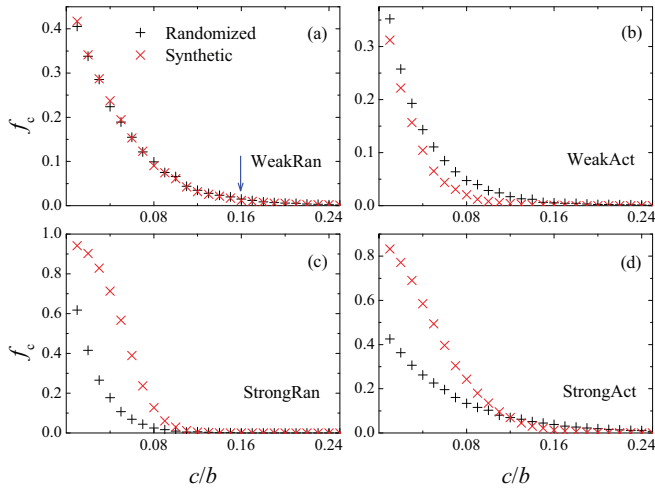 0.4
0.3
0.2
0.1
0.0
f_c
+ Randomized
× Synthetic
(a)
WeakRan
0.08
0.16
0.24
0.3
0.2
0.1
0.0
(b)
WeakAct
0.08
0.16
0.24
1.0
0.8
0.6
0.4
0.2
0.0
f_c
(c)
StrongRan
0.08
0.16
0.24
c/b
0.8
0.6
0.4
0.2
0.0
(d)
StrongAct
0.08
0.16
0.24
c/b